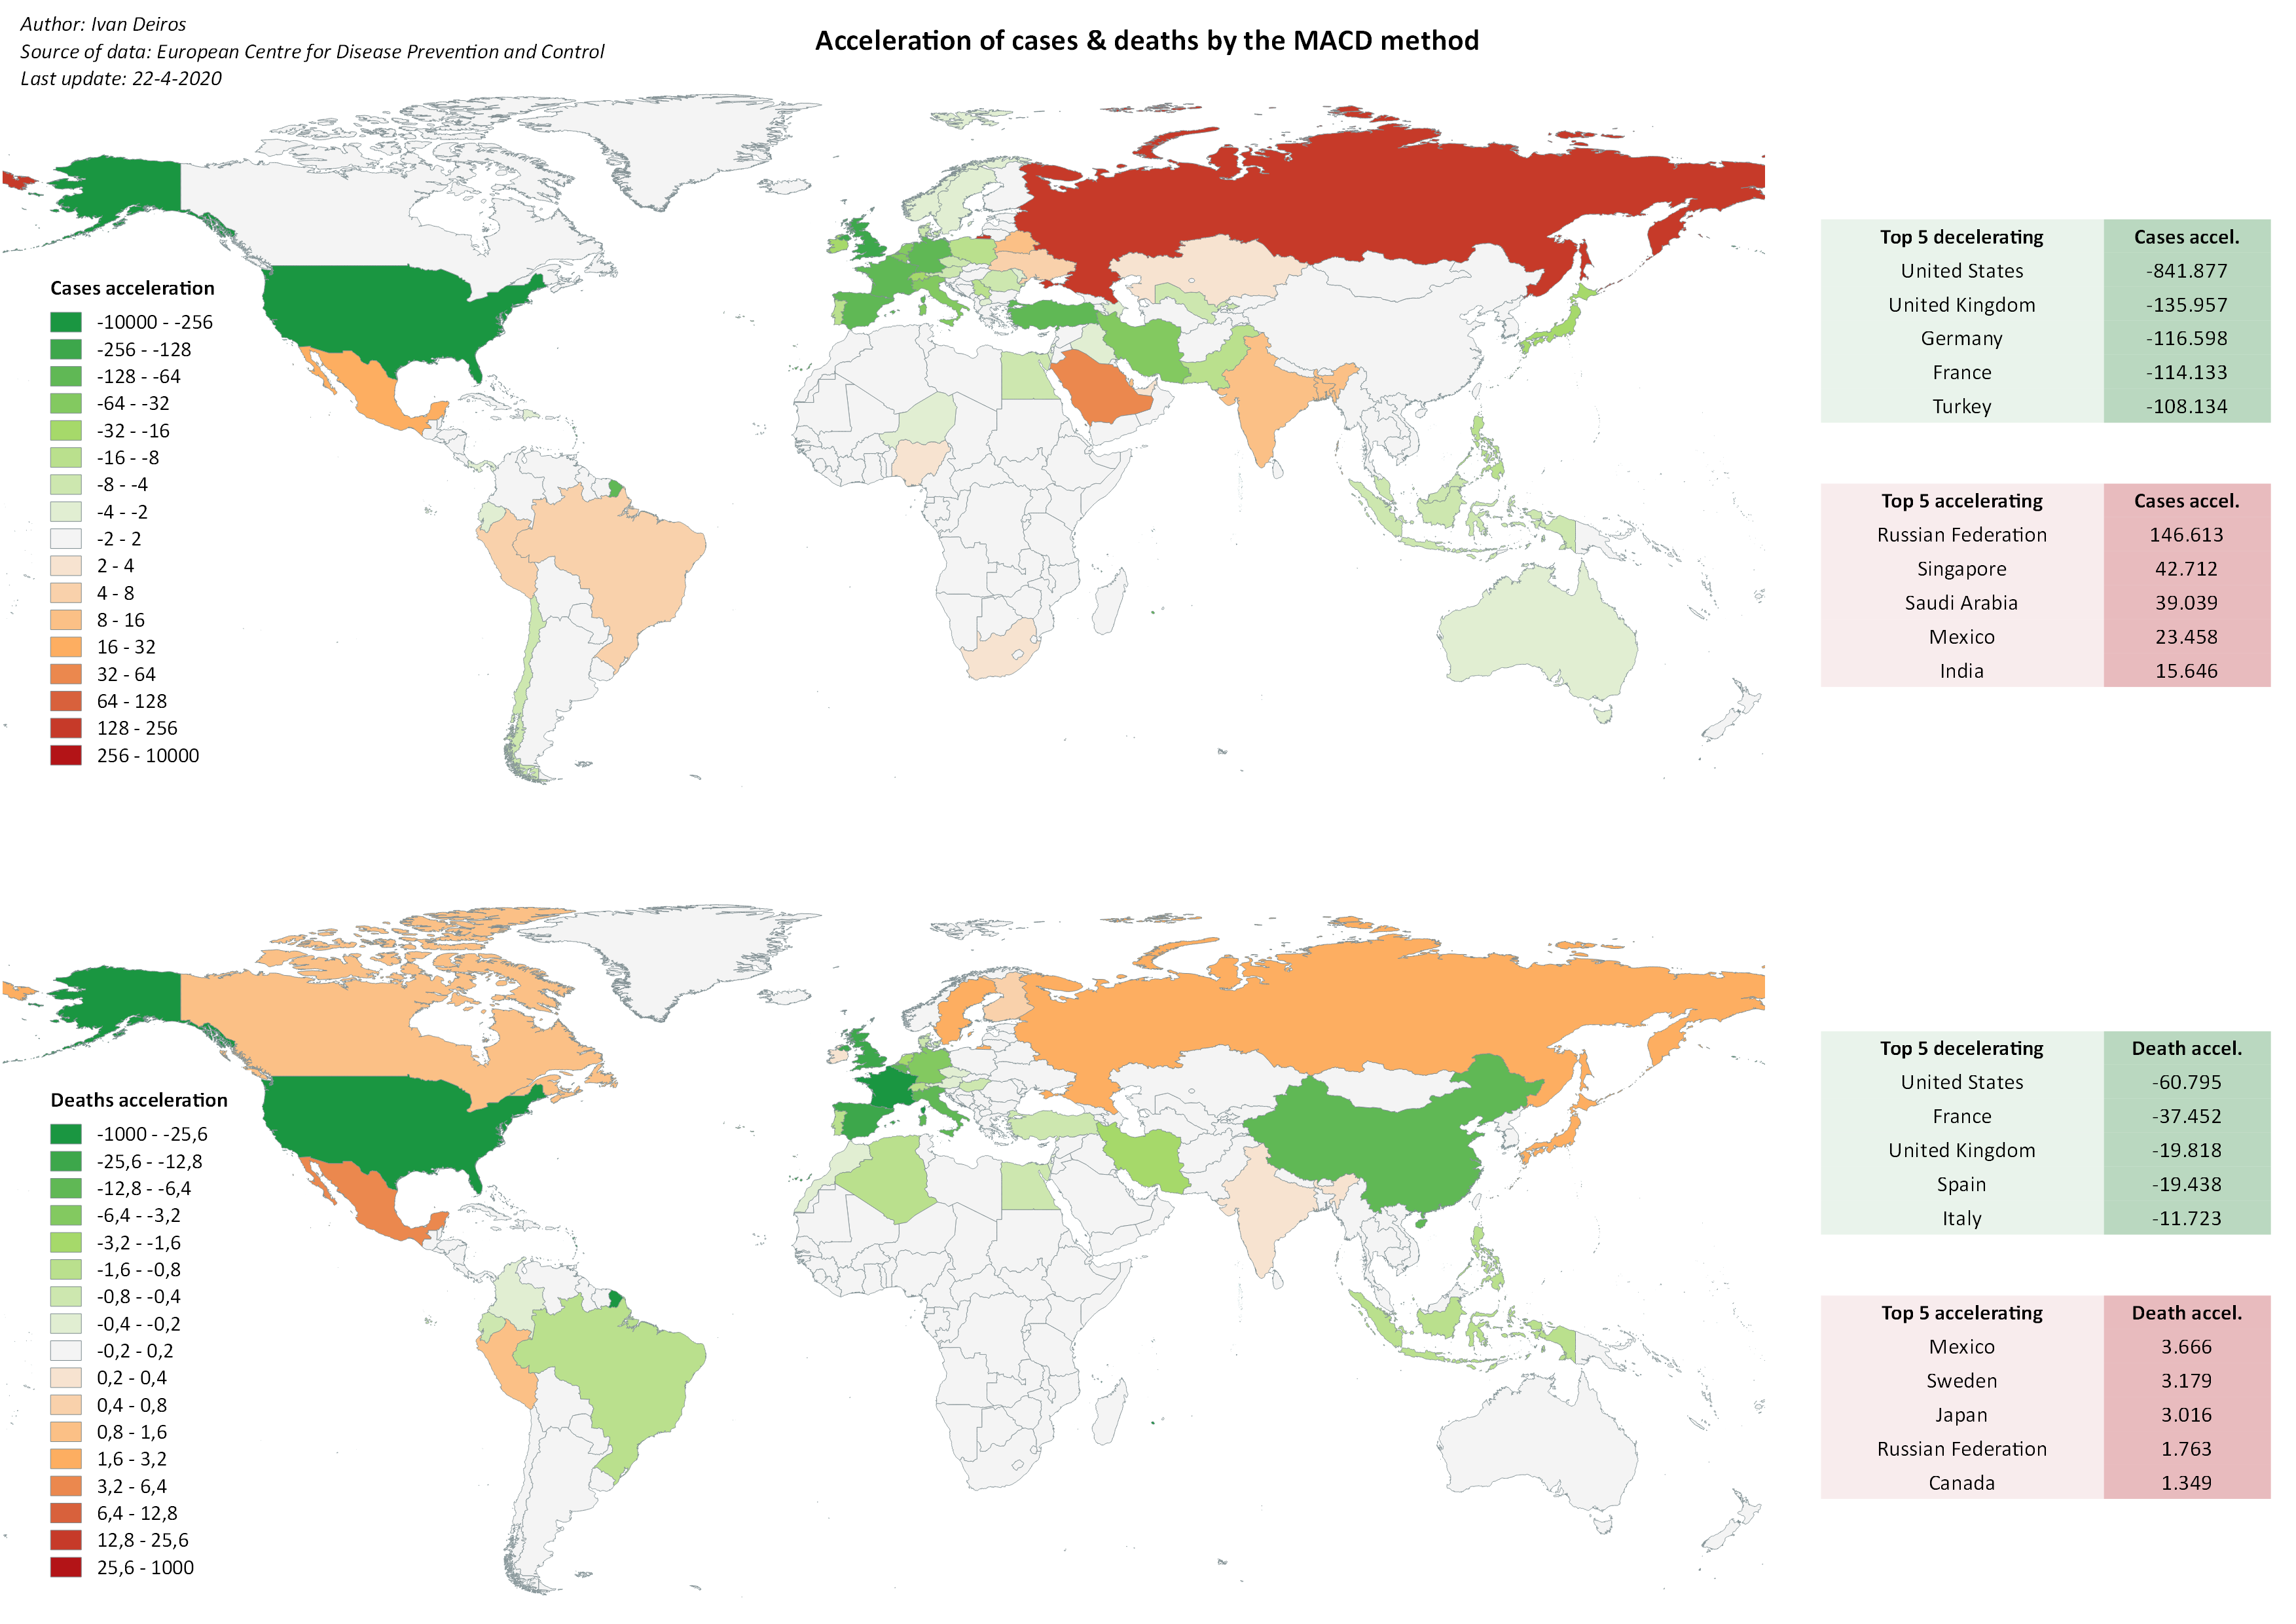 Author: Ivan Deiros
Source of data: European Centre for Disease Prevention and Control
Last update: 22-4-2020
Acceleration of cases & deaths by the MACD method
Cases acceleration
-10000 - -256
-256 - -128
-128 - -64
-64 - -32
-32 - -16
-16 - -8
-8 - -4
-4 - -2
-2 - 2
2 - 4
4 - 8
8 - 16
16 - 32
32 - 64
64 - 128
128 - 256
256 - 10000
Top 5 decelerating Cases accel.
United States -841.877
United Kingdom -135.957
Germany -116.598
France -114.133
Turkey -108.134
Top 5 accelerating Cases accel.
Russian Federation 146.613
Singapore 42.712
Saudi Arabia 39.039
Mexico 23.458
India 15.646
Deaths acceleration
-1000 - -25,6
-25,6 - -12,8
-12,8 - -6,4
-6,4 - -3,2
-3,2 - -1,6
-1,6 - -0,8
-0,8 - -0,4
-0,4 - -0,2
-0,2 - 0,2
0,2 - 0,4
0,4 - 0,8
0,8 - 1,6
1,6 - 3,2
3,2 - 6,4
6,4 - 12,8
12,8 - 25,6
25,6 - 1000
Top 5 decelerating Death accel.
United States -60.795
France -37.452
United Kingdom -19.818
Spain -19.438
Italy -11.723
Top 5 accelerating Death accel.
Mexico 3.666
Sweden 3.179
Japan 3.016
Russian Federation 1.763
Canada 1.349